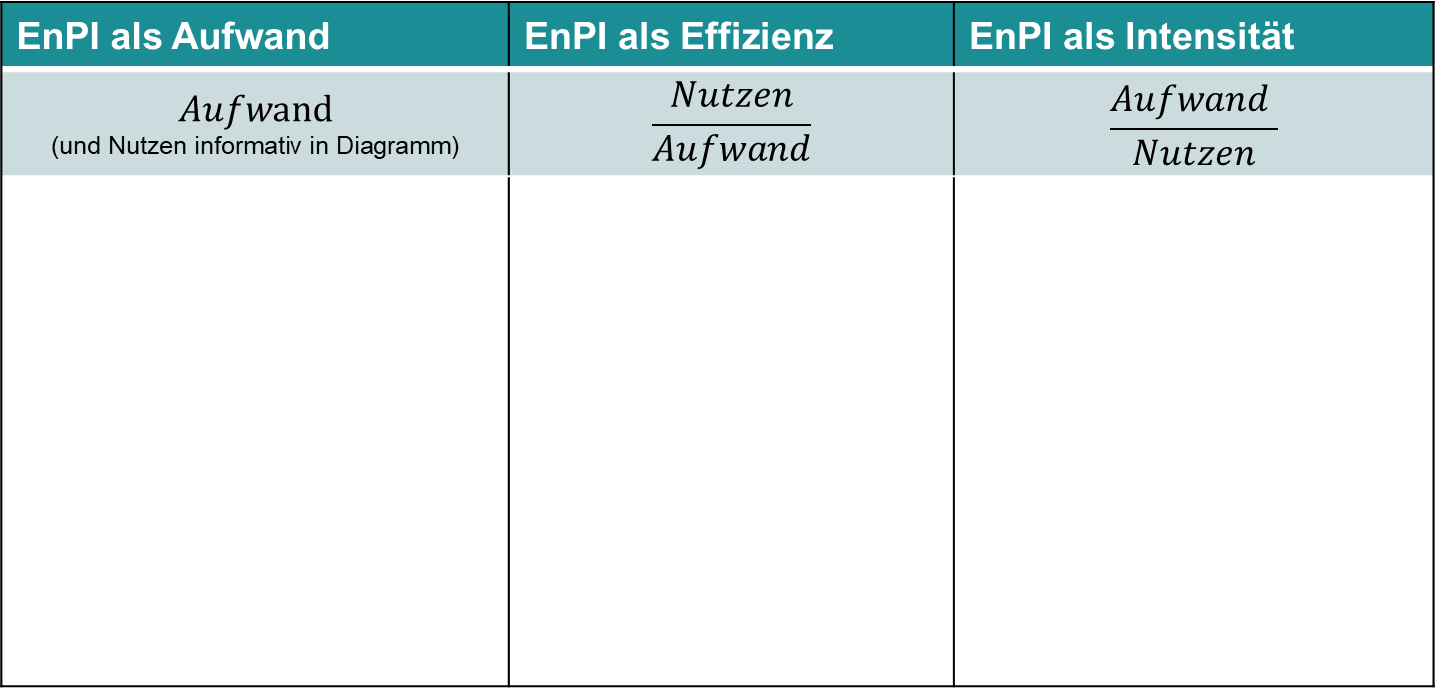 EnPI als Aufwand
EnPI als Effizienz
EnPI als Intensität
Aufwand
(und Nutzen informativ in Diagramm)
Nutzen
Aufwand
Aufwand
Nutzen